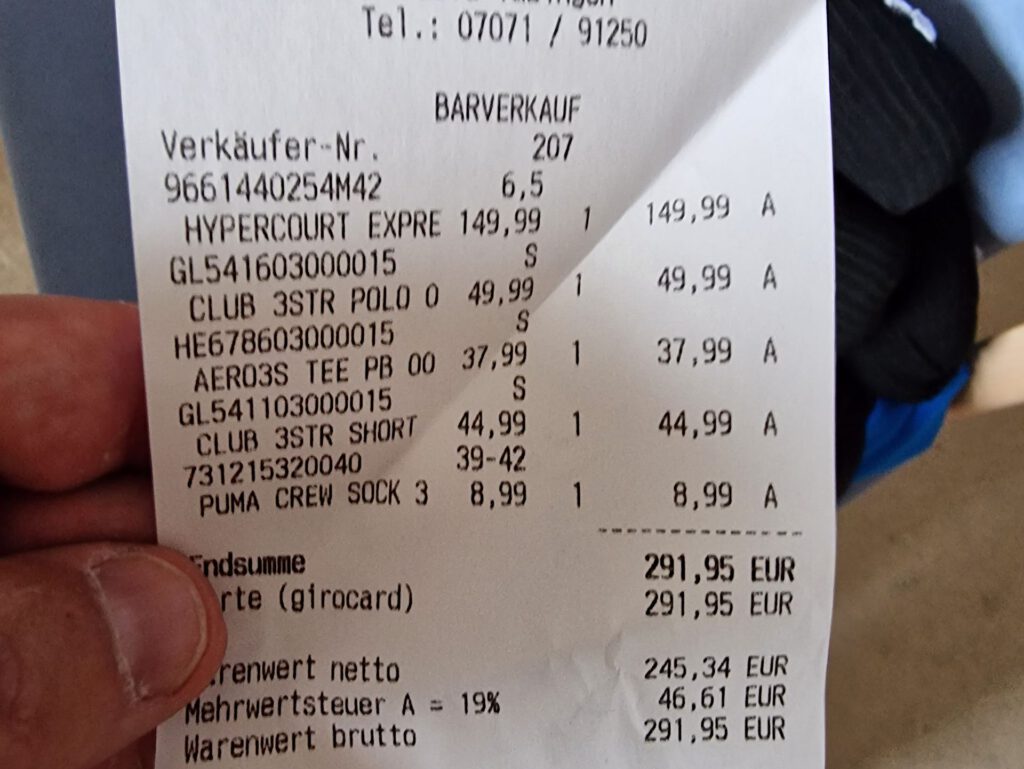 Tel.: 07071 / 91250
BARVERKAUF
Verkäufer-Nr. 207
9661440254M42 6,5
HYPERCOURT EXPRE 149,99 1 149,99 A
GL541603000015 S
CLUB 3STR POLO 0 49,99 1 49,99 A
HE678603000015 S
AERO3S TEE PB 00 37,99 1 37,99 A
GL541103000015 S
CLUB 3STR SHORT 44,99 1 44,99 A
731215320040 39-42
PUMA CREW SOCK 3 8,99 1 8,99 A
Endsumme 291,95 EUR
rte (girocard) 291,95 EUR
renwert netto 245,34 EUR
Mehrwertsteuer A = 19% 46,61 EUR
Warenwert brutto 291,95 EUR